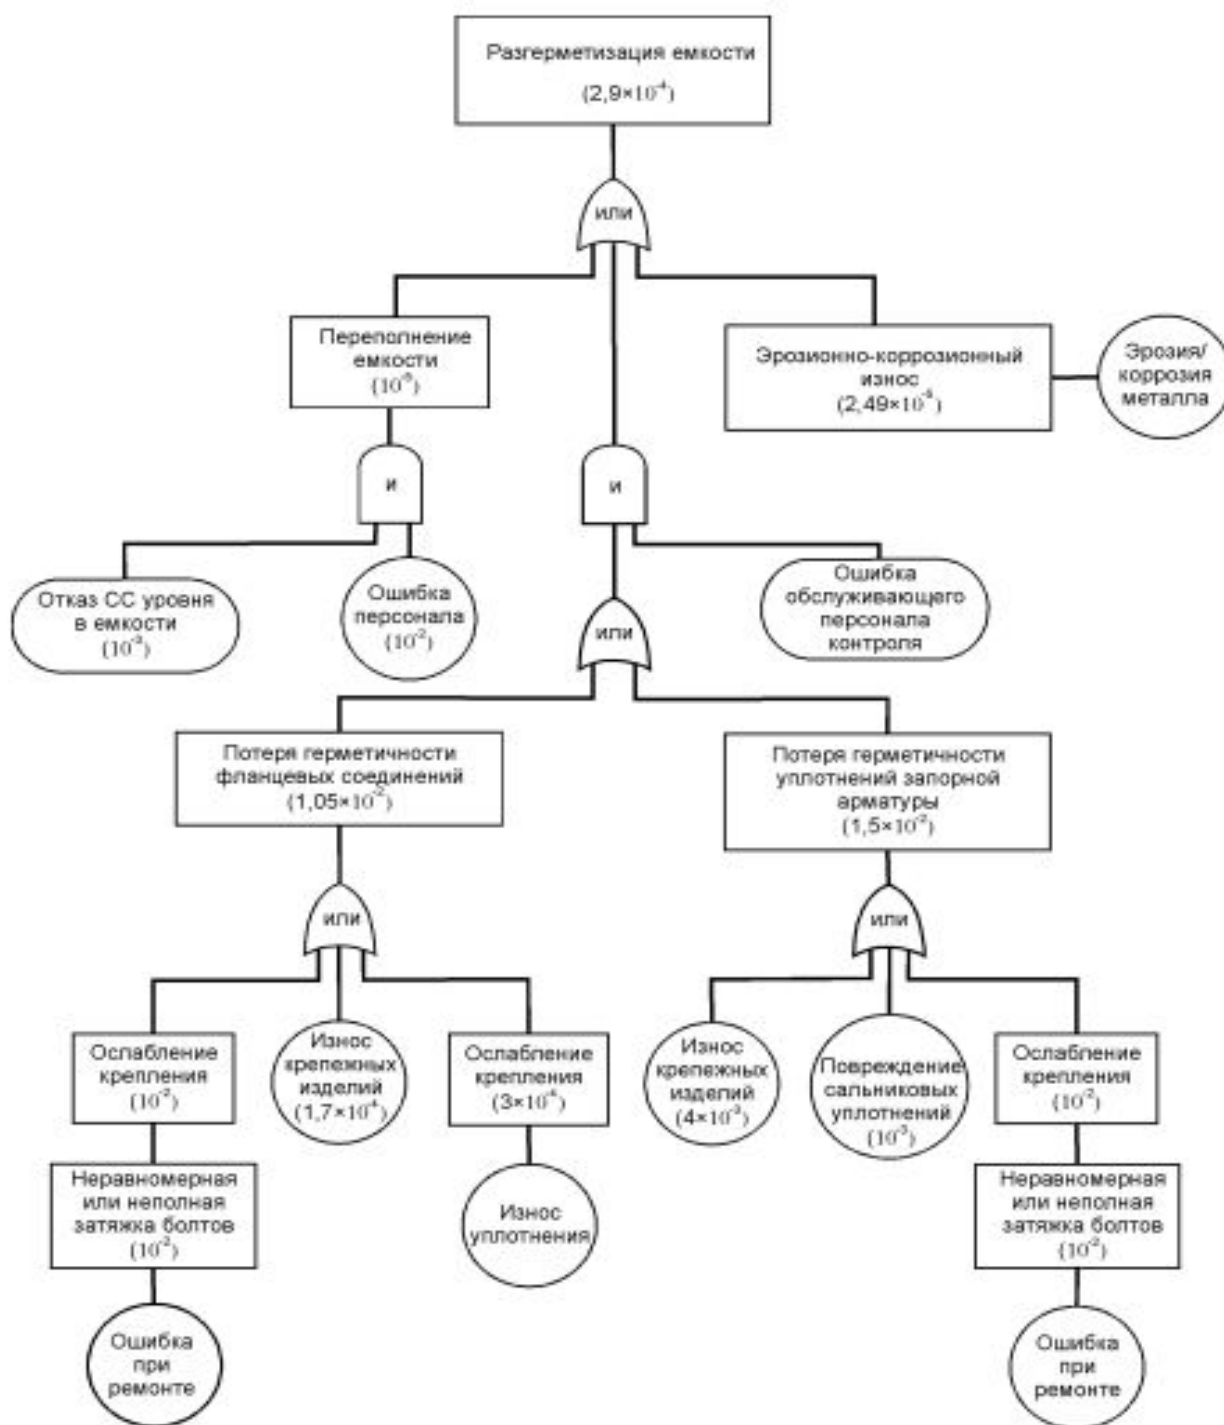 Разгерметизация емкости
(2,9×10⁻⁴)
или
Переполнение
емкости
(10⁻⁵)
Эрозионно-коррозионный
износ
(2,49×10⁻⁵)
Эрозия/
коррозия
металла
и
и
Отказ СС уровня
в емкости
(10⁻³)
Ошибка
персонала
(10⁻²)
Ошибка
обслуживающего
персонала
контроля
или
Потеря герметичности
фланцевых соединений
(1,05×10⁻²)
Потеря герметичности
уплотнений запорной
арматуры
(1,5×10⁻²)
или
или
Ослабление
крепления
(10⁻²)
Износ
крепежных
изделий
(1,7×10⁻⁴)
Ослабление
крепления
(3×10⁻⁴)
Износ
крепежных
изделий
(4×10⁻³)
Повреждение
сальниковых
уплотнений
(10⁻³)
Ослабление
крепления
(10⁻²)
Неравномерная
или неполная
затяжка болтов
(10⁻²)
Износ
уплотнения
Неравномерная
или неполная
затяжка болтов
(10⁻²)
Ошибка
при
ремонте
Ошибка
при
ремонте